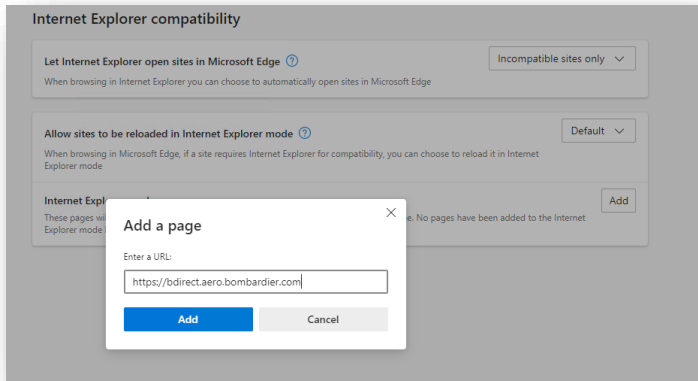 Internet Explorer compatibility
Let Internet Explorer open sites in Microsoft Edge ?
Incompatible sites only
When browsing in Internet Explorer you can choose to automatically open sites in Microsoft Edge
Allow sites to be reloaded in Internet Explorer mode ?
Default
When browsing in Microsoft Edge, if a site requires Internet Explorer for compatibility, you can choose to reload it in Internet
Explorer mode
Internet
Add
These pages
e. No pages have been added to the Internet
Explorer mode
Add a page
Enter a URL:
https://bdirect.aero.bombardier.com
Add
Cancel